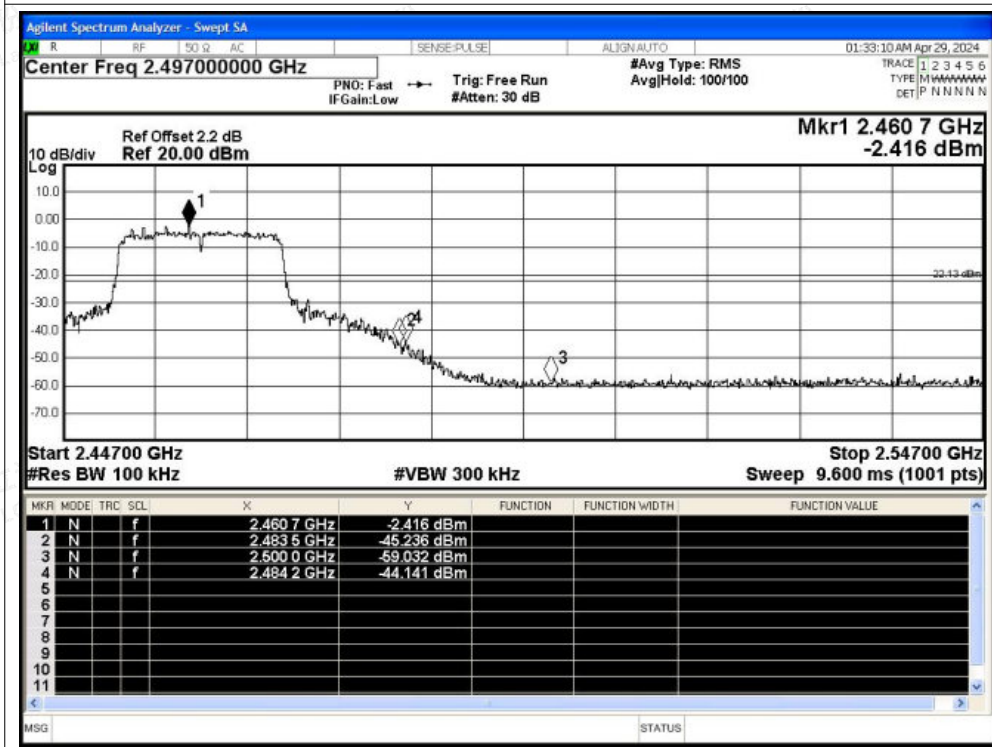 Agilent Spectrum Analyzer - Swept SA
LXI R RF 50 Ω AC SENSE:PULSE ALIGNAUTO 01:33:10 AM Apr 29, 2024
Center Freq 2.497000000 GHz
PNO: Fast
IFGain:Low
Trig: Free Run
#Atten: 30 dB
#Avg Type: RMS
Avg|Hold: 100/100
TRACE 1 2 3 4 5 6
TYPE M
DET P N N N N N
Mkr1 2.460 7 GHz
-2.416 dBm
Ref Offset 2.2 dB
10 dB/div Ref 20.00 dBm
Log
10.0
0.00
-10.0
-20.0
-30.0
-40.0
-50.0
-60.0
-70.0
1
2
4
3
22.13 dBm
Start 2.44700 GHz Stop 2.54700 GHz
#Res BW 100 kHz #VBW 300 kHz Sweep 9.600 ms (1001 pts)
MKR MODE TRC SCL X Y FUNCTION FUNCTION WIDTH FUNCTION VALUE
1 N f 2.460 7 GHz -2.416 dBm
2 N f 2.483 5 GHz -45.236 dBm
3 N f 2.500 0 GHz -59.032 dBm
4 N f 2.484 2 GHz -44.141 dBm
5
6
7
8
9
10
11
MSG STATUS